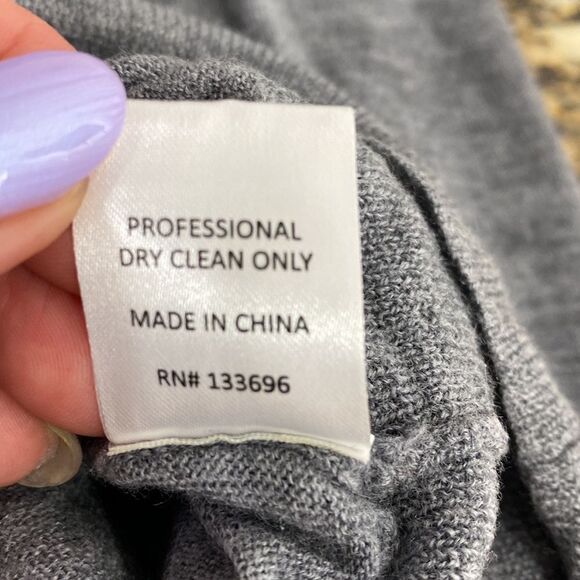 PROFESSIONAL
DRY CLEAN ONLY
MADE IN CHINA
RN# 133696